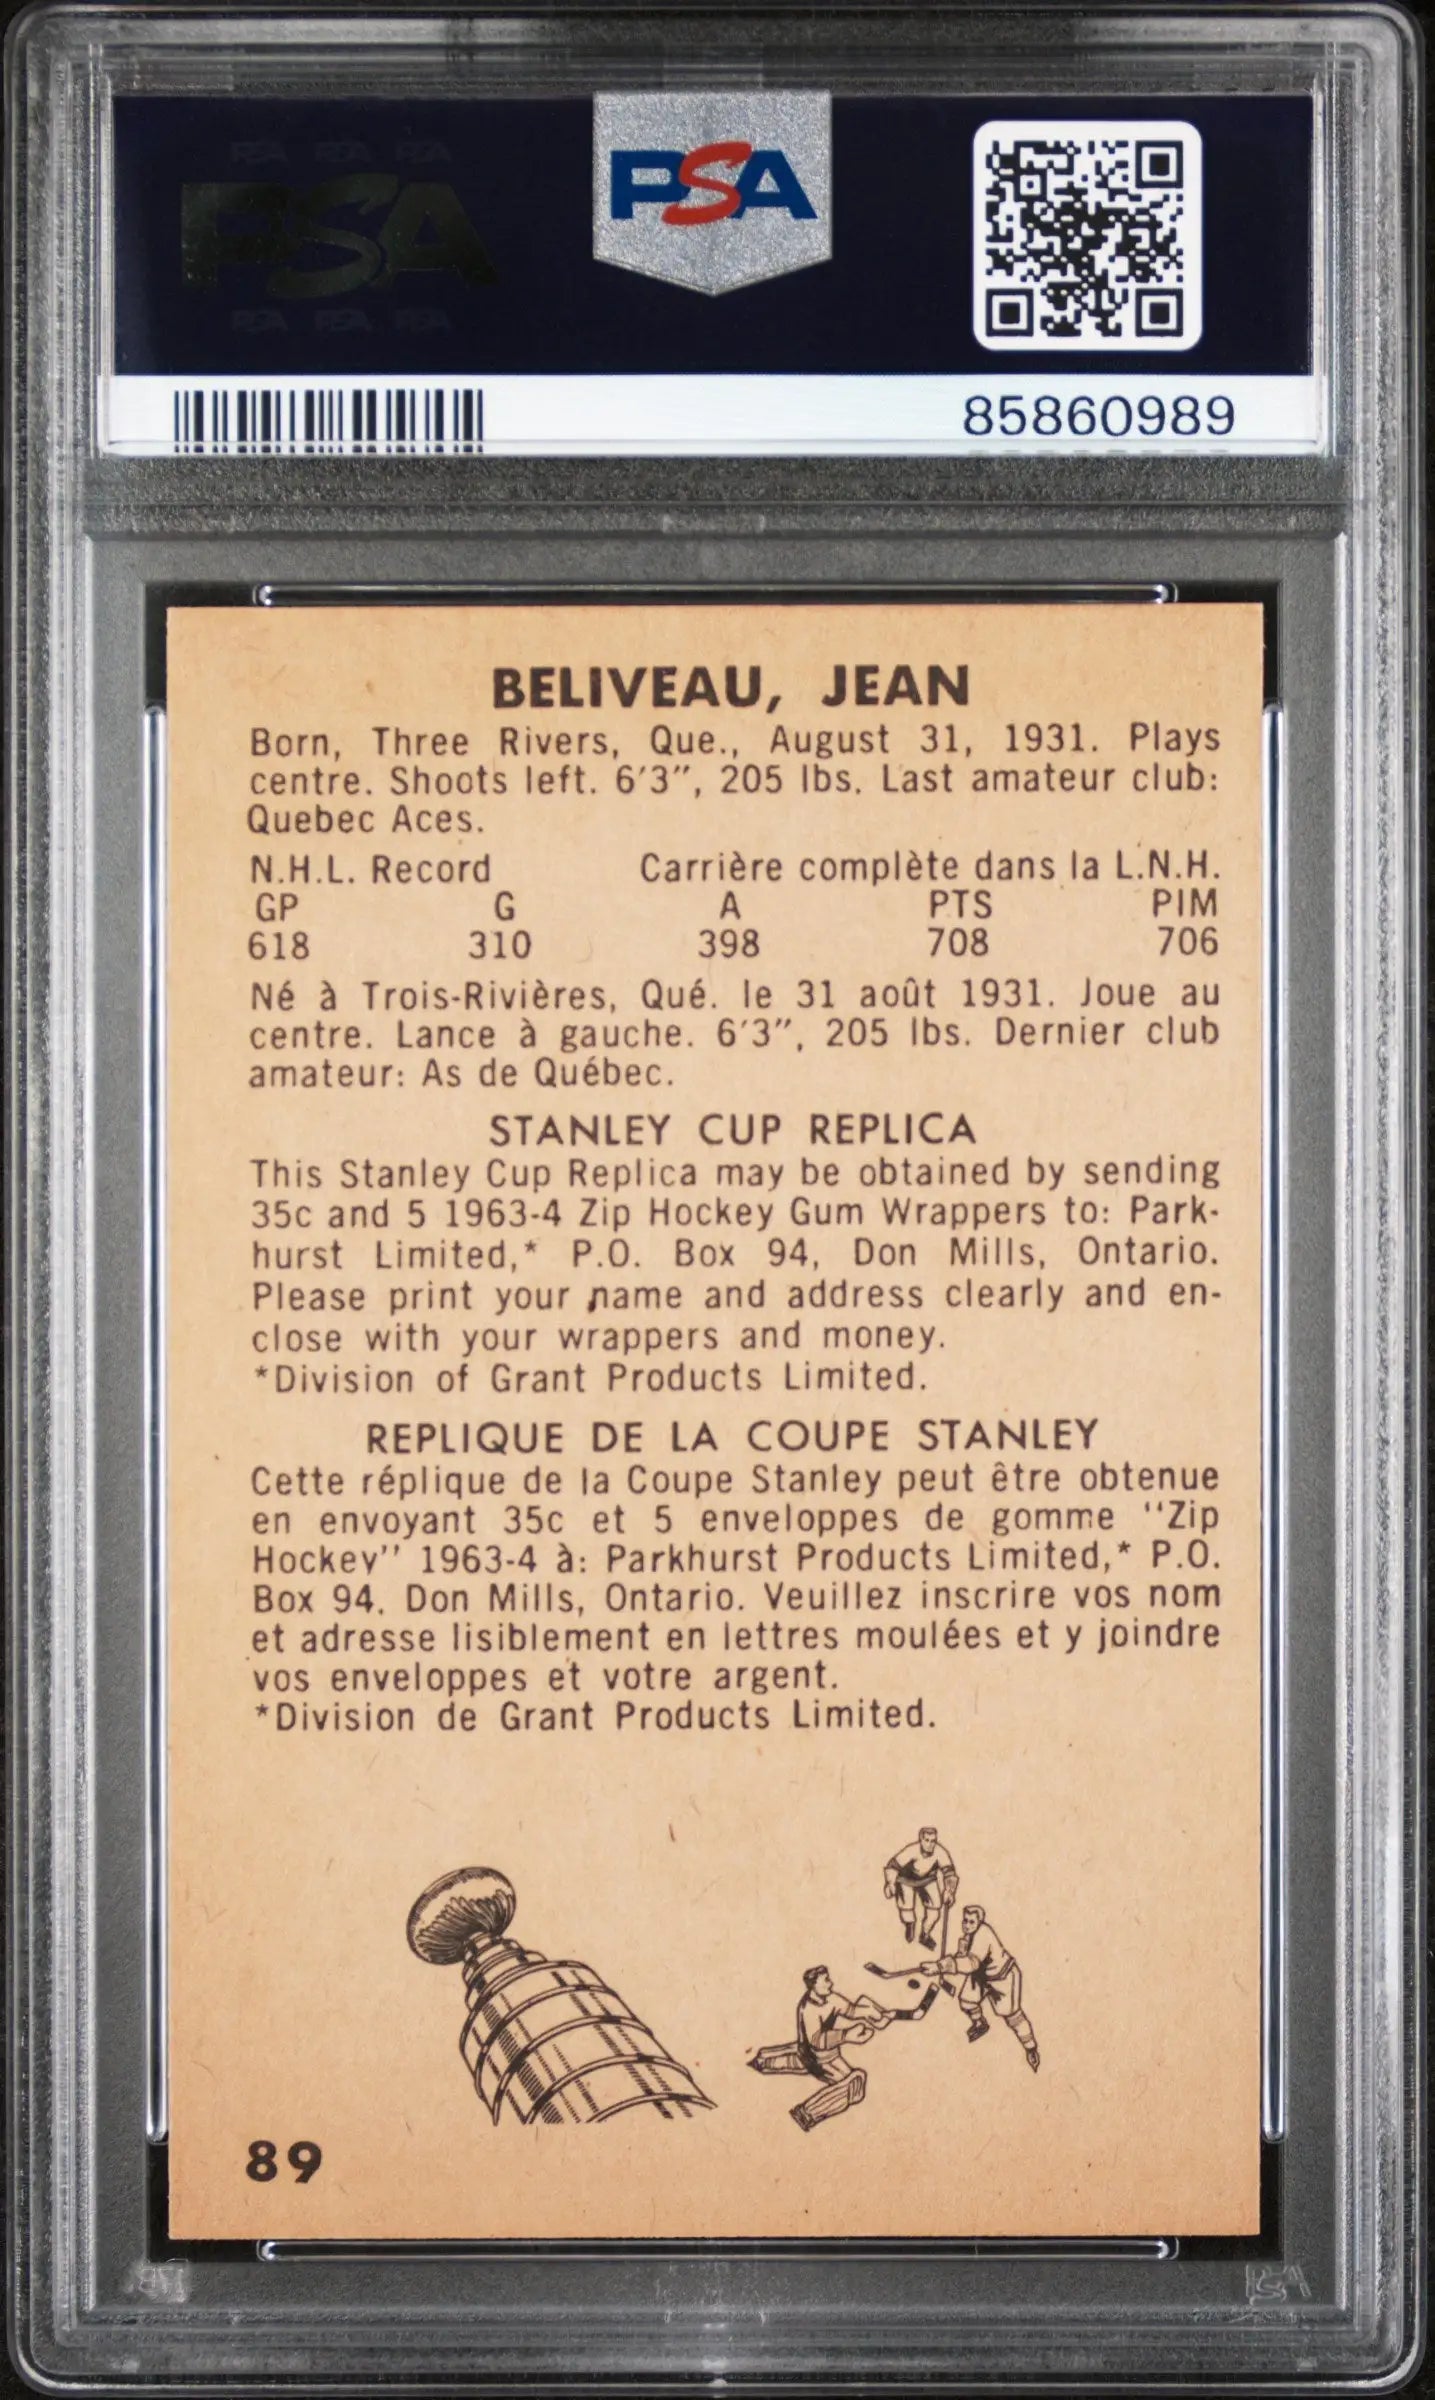 PSA PSA PSA
PSA
PSA PSA PSA
PSA
85860989
BELIVEAU, JEAN
Born, Three Rivers, Que., August 31, 1931. Plays
centre. Shoots left. 6'3", 205 lbs. Last amateur club:
Quebec Aces.
N.H.L. Record Carrière complète dans la L.N.H.
GP G A PTS PIM
618 310 398 708 706
Né à Trois-Rivières, Qué. le 31 août 1931. Joue au
centre. Lance à gauche. 6'3", 205 lbs. Dernier club
amateur: As de Québec.
STANLEY CUP REPLICA
This Stanley Cup Replica may be obtained by sending
35c and 5 1963-4 Zip Hockey Gum Wrappers to: Park-
hurst Limited,* P.O. Box 94, Don Mills, Ontario.
Please print your name and address clearly and en-
close with your wrappers and money.
*Division of Grant Products Limited.
REPLIQUE DE LA COUPE STANLEY
Cette réplique de la Coupe Stanley peut être obtenue
en envoyant 35c et 5 enveloppes de gomme "Zip
Hockey" 1963-4 à: Parkhurst Products Limited,* P.O.
Box 94. Don Mills, Ontario. Veuillez inscrire vos nom
et adresse lisiblement en lettres moulées et y joindre
vos enveloppes et votre argent.
*Division de Grant Products Limited.
89
PSA